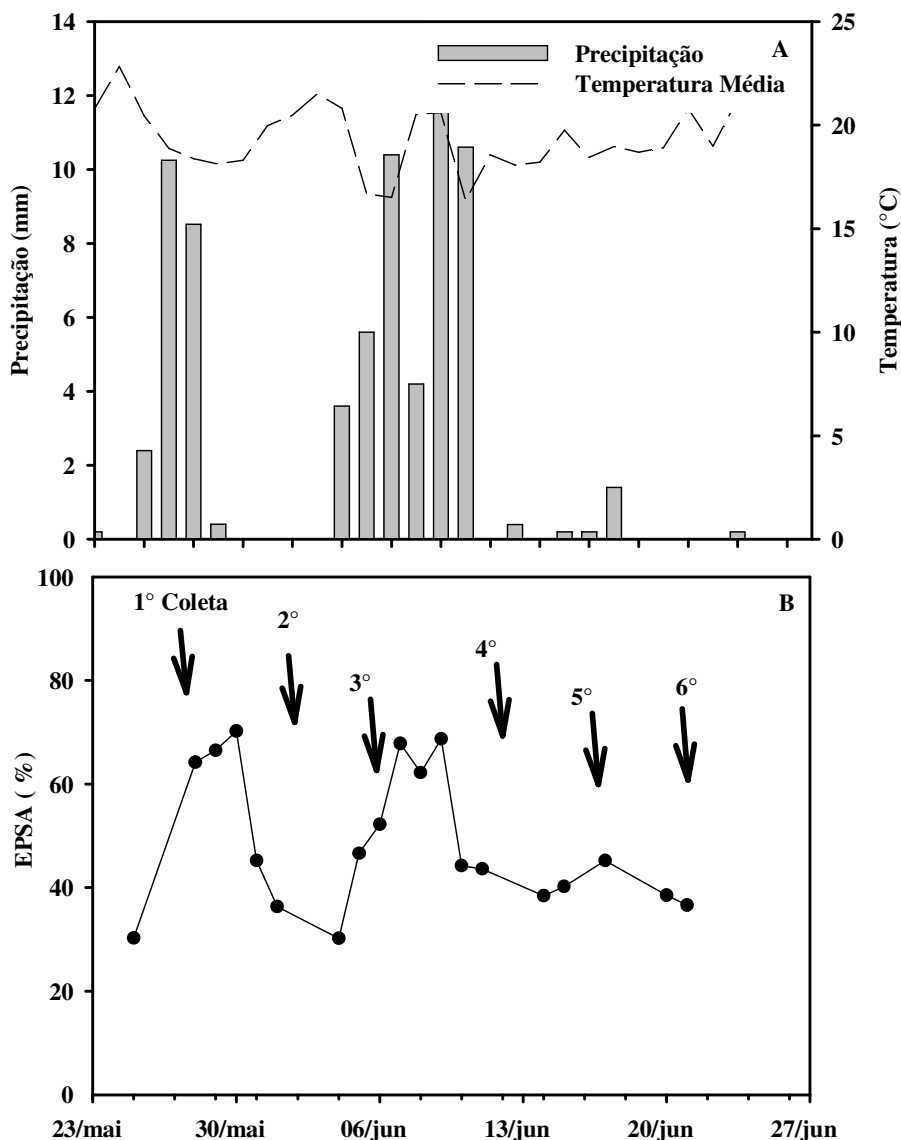 14
12
10
8
6
4
2
0
Precipitação (mm)
Precipitação
Temperatura Média
A
25
20
15
10
5
0
Temperatura (°C)
100
80
60
40
20
0
EPSA ( %)
1° Coleta
2°
3°
4°
5°
6°
B
23/mai 30/mai 06/jun 13/jun 20/jun 27/jun